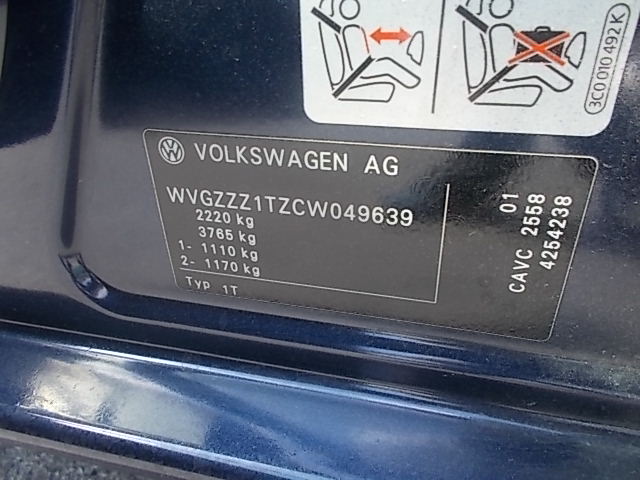 3C0 010 492 K
VOLKSWAGEN AG
WVGZZZ1TZCW049639
2220 kg
3765 kg
1- 1110 kg
2- 1170 kg
Typ 1T
01
CAVC 2558
4254238